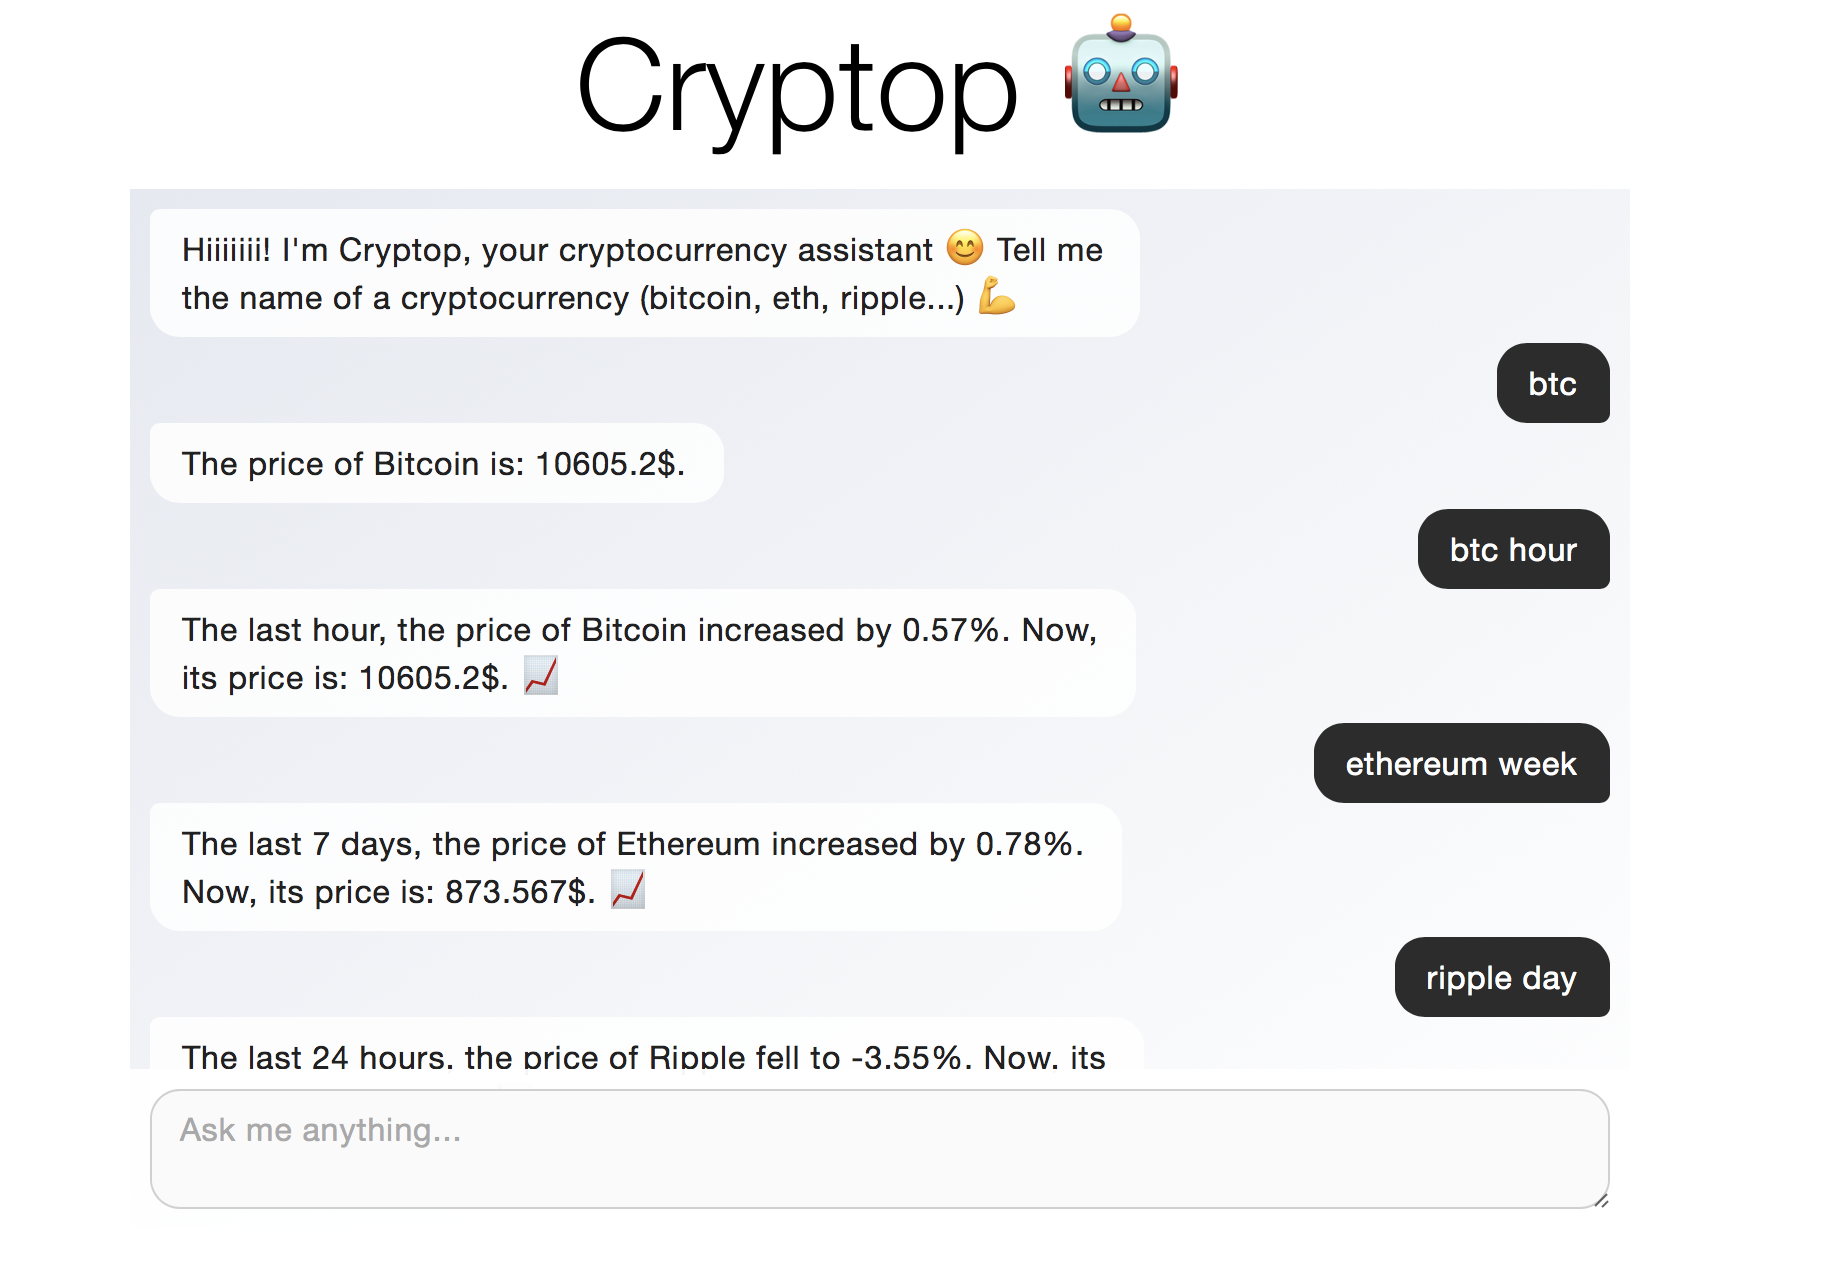 Cryptop 🤖
Hiiiiiii! I'm Cryptop, your cryptocurrency assistant 😊 Tell me
the name of a cryptocurrency (bitcoin, eth, ripple...) 💪
btc
The price of Bitcoin is: 10605.2$.
btc hour
The last hour, the price of Bitcoin increased by 0.57%. Now,
its price is: 10605.2$. 📈
ethereum week
The last 7 days, the price of Ethereum increased by 0.78%.
Now, its price is: 873.567$. 📈
ripple day
The last 24 hours, the price of Ripple fell to -3.55%. Now, its
Ask me anything...